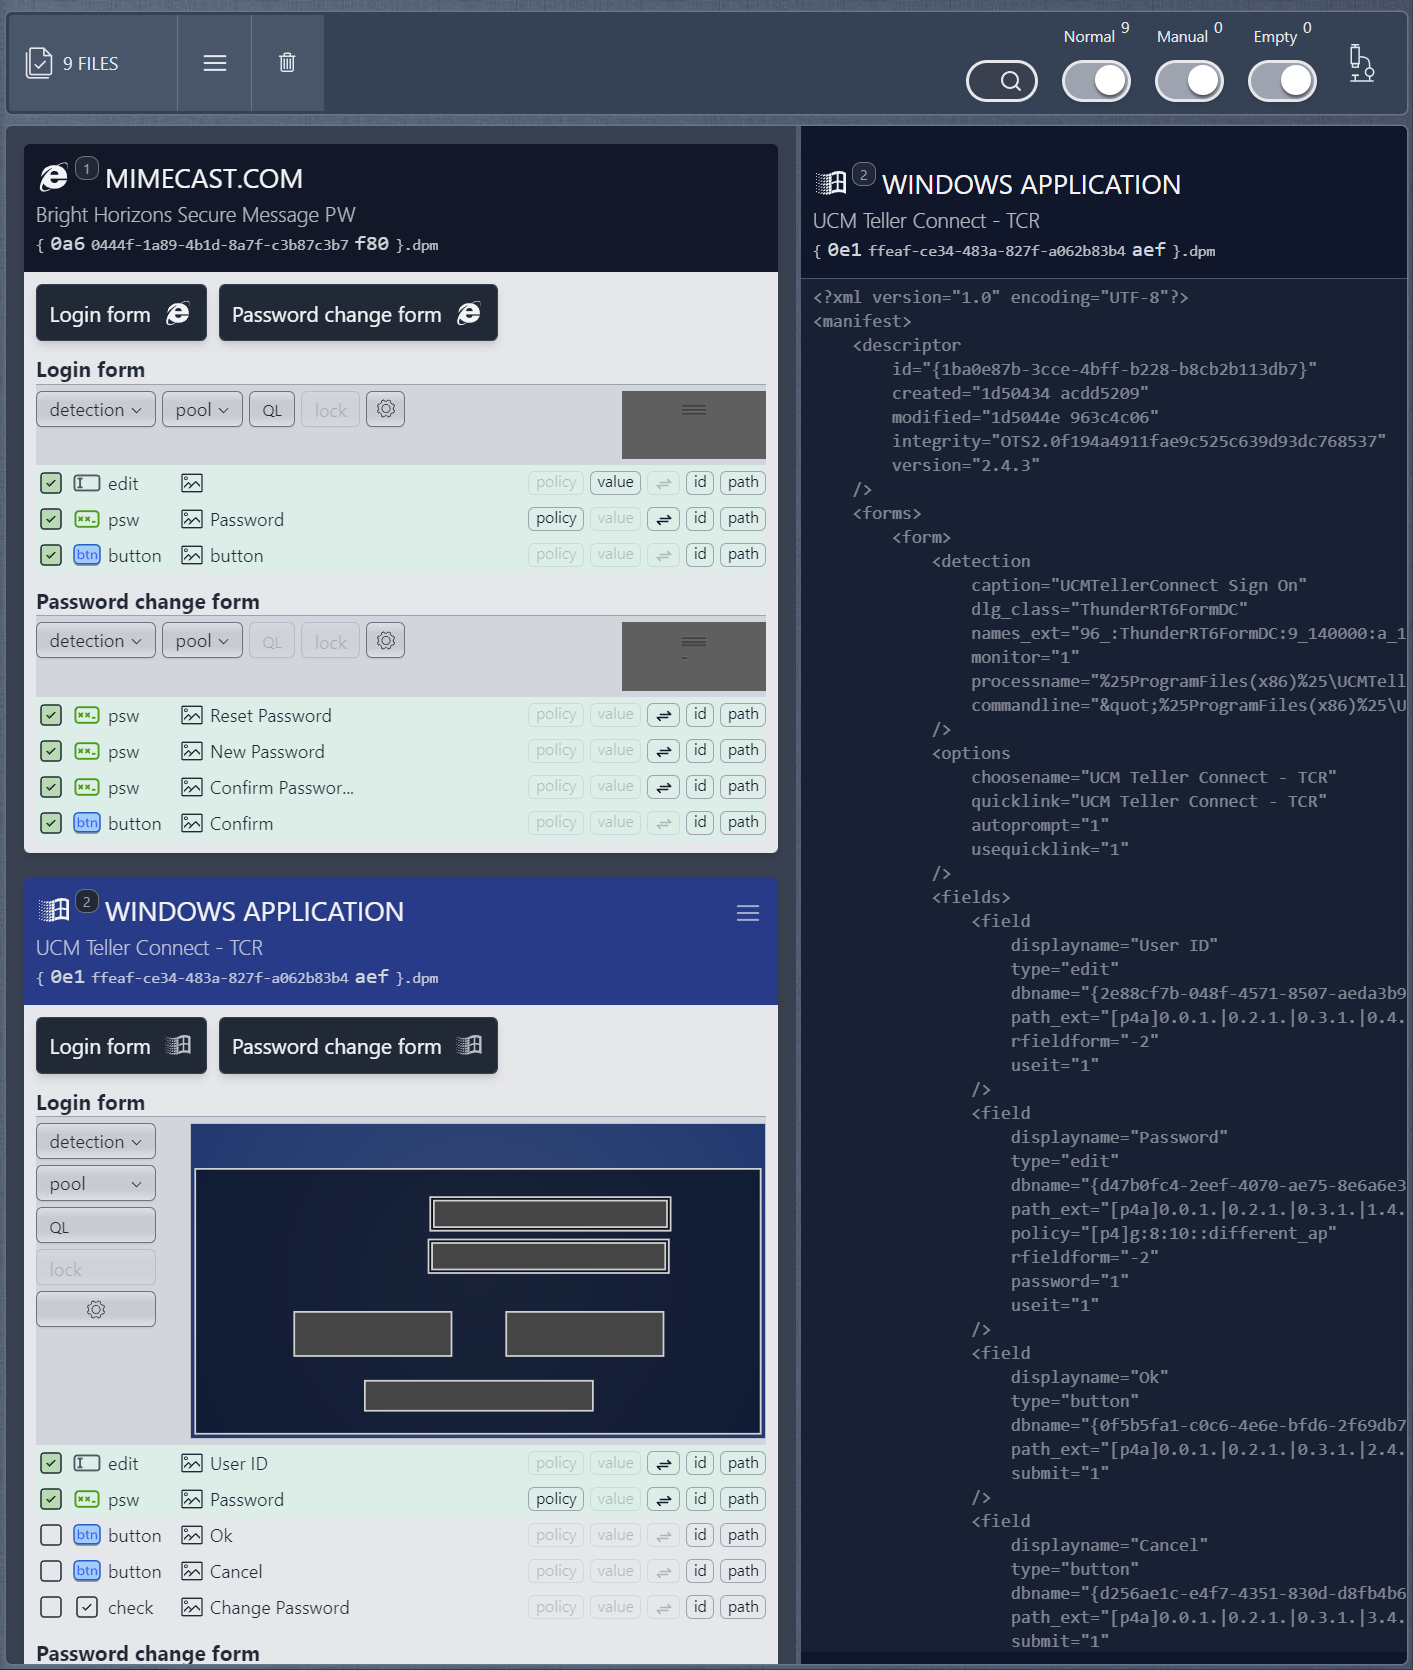 9 FILES
Normal 9
Manual 0
Empty 0
1 MIMECAST.COM
Bright Horizons Secure Message PW
{ 0a6 0444f-1a89-4b1d-8a7f-c3b87c3b7 f80 }.dpm
Login form
Password change form
Login form
detection
pool
QL
lock
edit policy value id path
psw Password policy value id path
btn button button policy value id path
Password change form
detection
pool
QL
lock
psw Reset Password policy value id path
psw New Password policy value id path
psw Confirm Passwor... policy value id path
btn button Confirm policy value id path
2 WINDOWS APPLICATION
UCM Teller Connect - TCR
{ 0e1 ffeaf-ce34-483a-827f-a062b83b4 aef }.dpm
Login form
Password change form
Login form
detection
pool
QL
lock
edit User ID policy value id path
psw Password policy value id path
btn button Ok policy value id path
btn button Cancel policy value id path
check Change Password policy value id path
Password change form
2 WINDOWS APPLICATION
UCM Teller Connect - TCR
{ 0e1 ffeaf-ce34-483a-827f-a062b83b4 aef }.dpm
<?xml version="1.0" encoding="UTF-8"?>
<manifest>
<descriptor
id="{1ba0e87b-3cce-4bff-b228-b8cb2b113db7}"
created="1d50434 acdd5209"
modified="1d5044e 963c4c06"
integrity="OTS2.0f194a4911fae9c525c639d93dc768537"
version="2.4.3"
/>
<forms>
<form>
<detection
caption="UCMTellerConnect Sign On"
dlg_class="ThunderRT6FormDC"
names_ext="96_:ThunderRT6FormDC:9_140000:a_1
monitor="1"
processname="%25ProgramFiles(x86)%25\UCMTell
commandline="&quot;%25ProgramFiles(x86)%25\U
/>
<options
choosename="UCM Teller Connect - TCR"
quicklink="UCM Teller Connect - TCR"
autoprompt="1"
usequicklink="1"
/>
<fields>
<field
displayname="User ID"
type="edit"
dbname="{2e88cf7b-048f-4571-8507-aeda3b9
path_ext="[p4a]0.0.1.|0.2.1.|0.3.1.|0.4.
rfieldform="-2"
useit="1"
/>
<field
displayname="Password"
type="edit"
dbname="{d47b0fc4-2eef-4070-ae75-8e6a6e3
path_ext="[p4a]0.0.1.|0.2.1.|0.3.1.|1.4.
policy="[p4]g:8:10::different_ap"
rfieldform="-2"
password="1"
useit="1"
/>
<field
displayname="Ok"
type="button"
dbname="{0f5b5fa1-c0c6-4e6e-bfd6-2f69db7
path_ext="[p4a]0.0.1.|0.2.1.|0.3.1.|2.4.
submit="1"
/>
<field
displayname="Cancel"
type="button"
dbname="{d256ae1c-e4f7-4351-830d-d8fb4b6
path_ext="[p4a]0.0.1.|0.2.1.|0.3.1.|3.4.
submit="1"